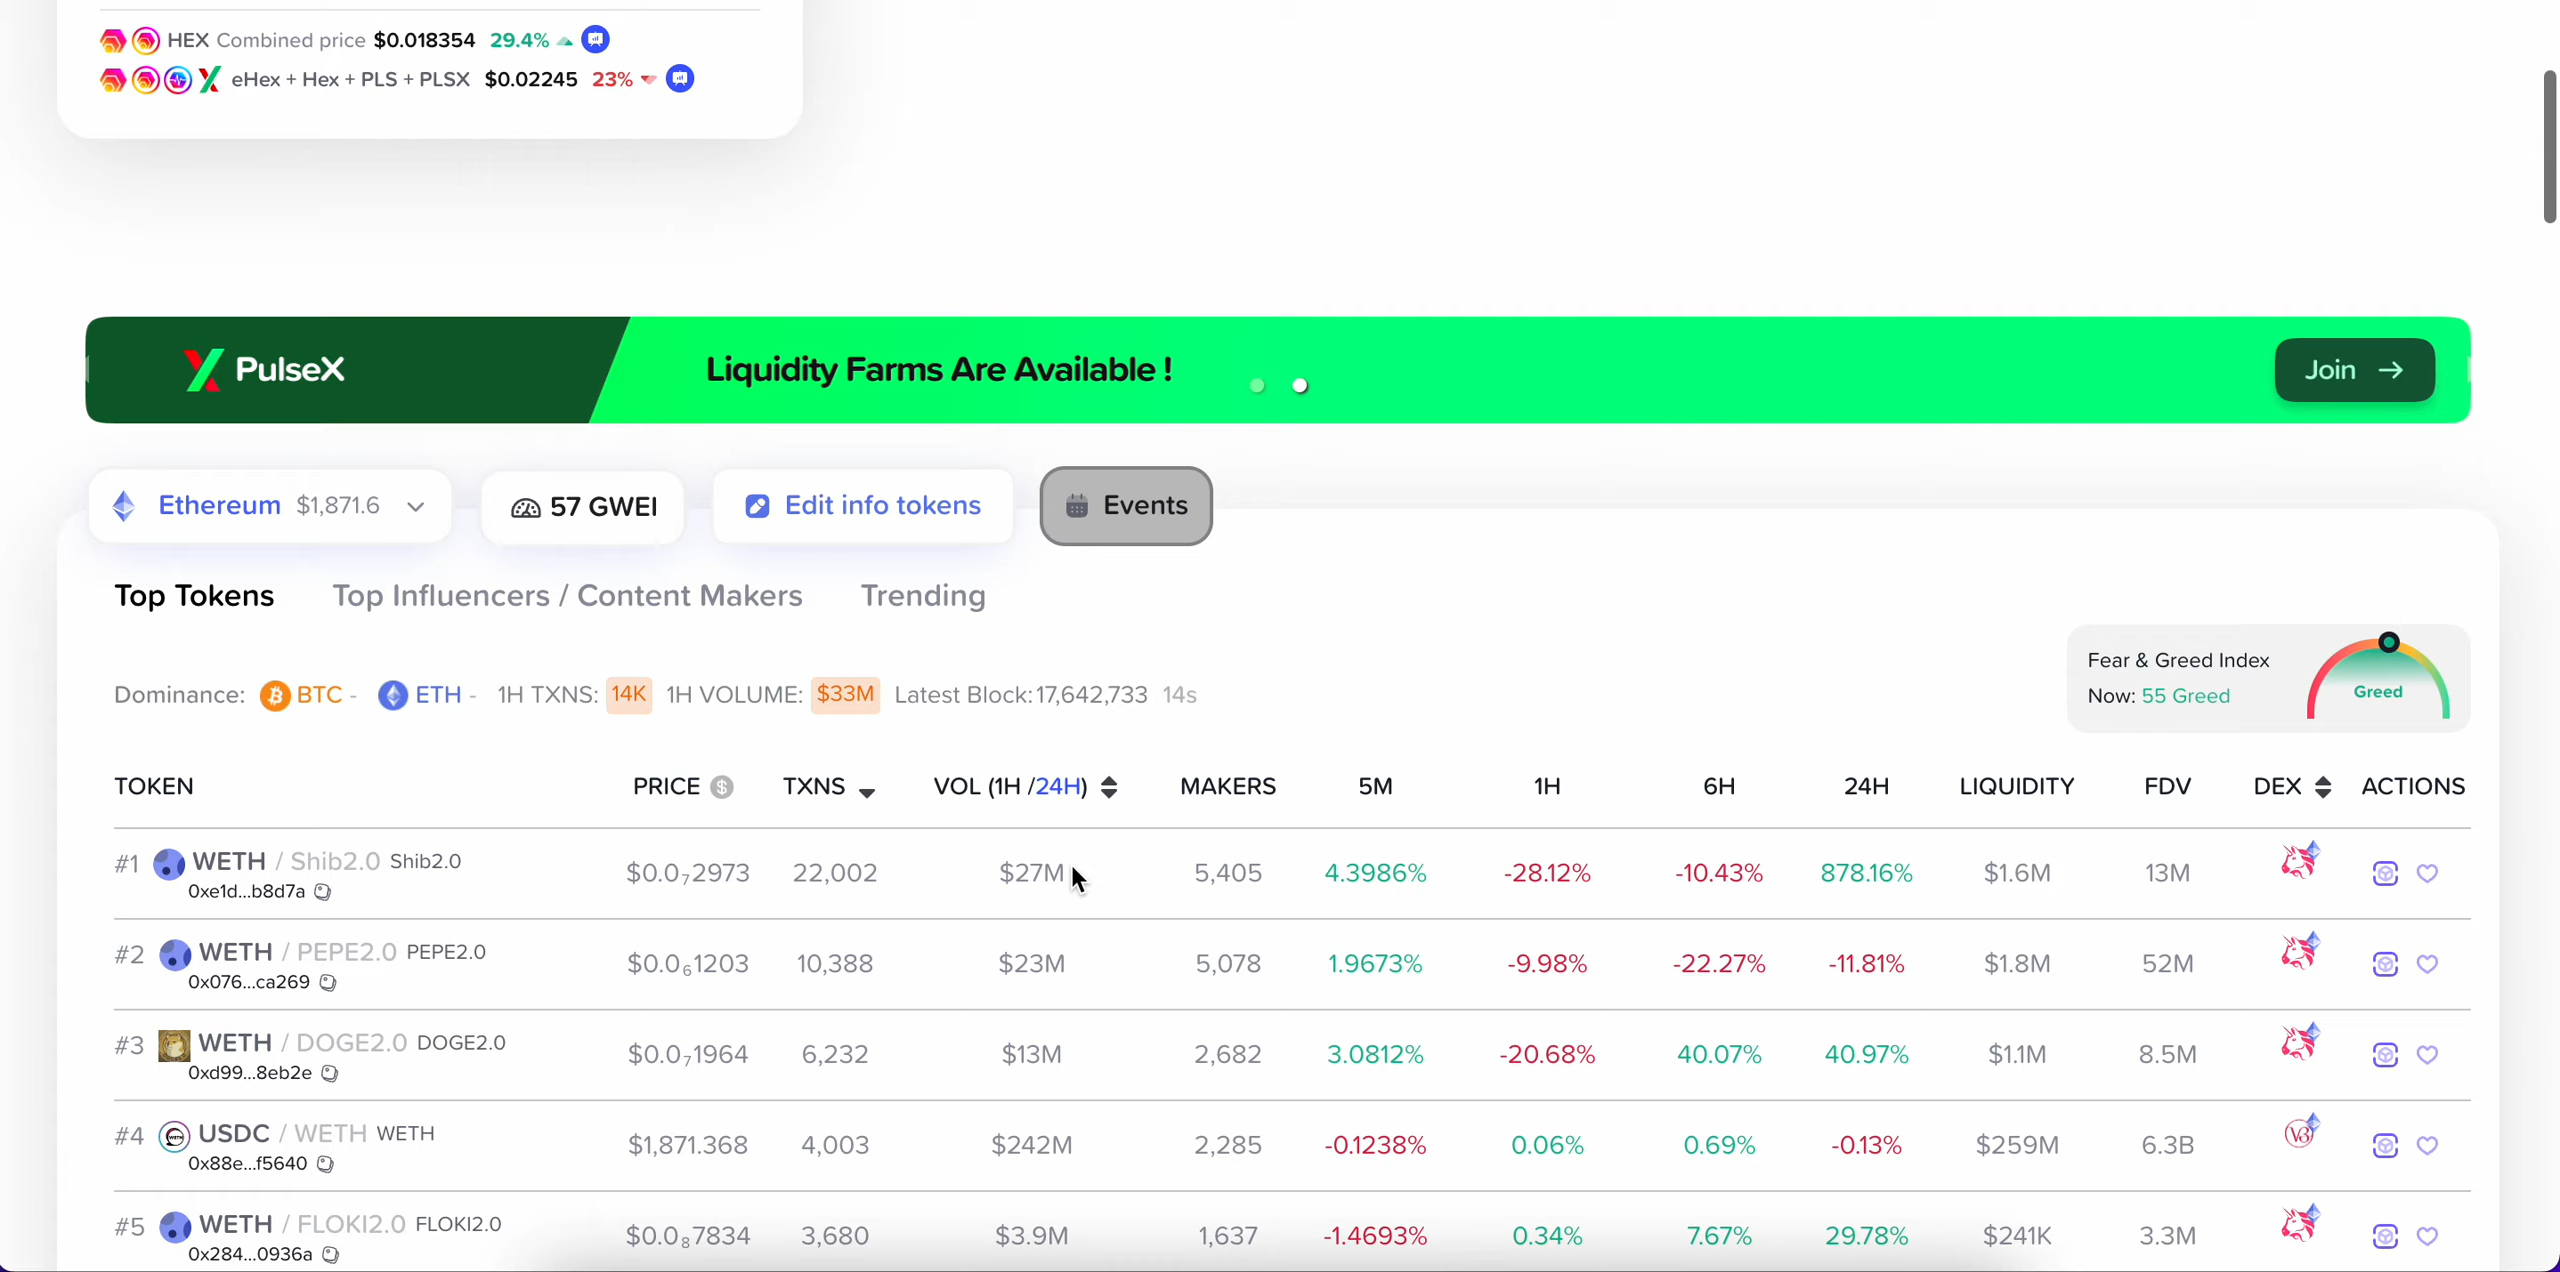 HEX Combined price $0.018354 29.4%
eHex + Hex + PLS + PLSX $0.02245 23%
PulseX Liquidity Farms Are Available ! Join →
Ethereum $1,871.6 57 GWEI Edit info tokens Events
Top Tokens Top Influencers / Content Makers Trending
Fear & Greed Index
Now: 55 Greed
Greed
Dominance: BTC - ETH - 1H TXNS: 14K 1H VOLUME: $33M Latest Block: 17,642,733 14s
TOKEN PRICE $ TXNS VOL (1H /24H) MAKERS 5M 1H 6H 24H LIQUIDITY FDV DEX ACTIONS
#1 WETH / Shib2.0 Shib2.0 $0.0₇2973 22,002 $27M 5,405 4.3986% -28.12% -10.43% 878.16% $1.6M 13M
0xe1d...b8d7a
#2 WETH / PEPE2.0 PEPE2.0 $0.0₆1203 10,388 $23M 5,078 1.9673% -9.98% -22.27% -11.81% $1.8M 52M
0x076...ca269
#3 WETH / DOGE2.0 DOGE2.0 $0.0₇1964 6,232 $13M 2,682 3.0812% -20.68% 40.07% 40.97% $1.1M 8.5M
0xd99...8eb2e
#4 USDC / WETH WETH $1,871.368 4,003 $242M 2,285 -0.1238% 0.06% 0.69% -0.13% $259M 6.3B V3
0x88e...f5640
#5 WETH / FLOKI2.0 FLOKI2.0 $0.0₈7834 3,680 $3.9M 1,637 -1.4693% 0.34% 7.67% 29.78% $241K 3.3M
0x284...0936a